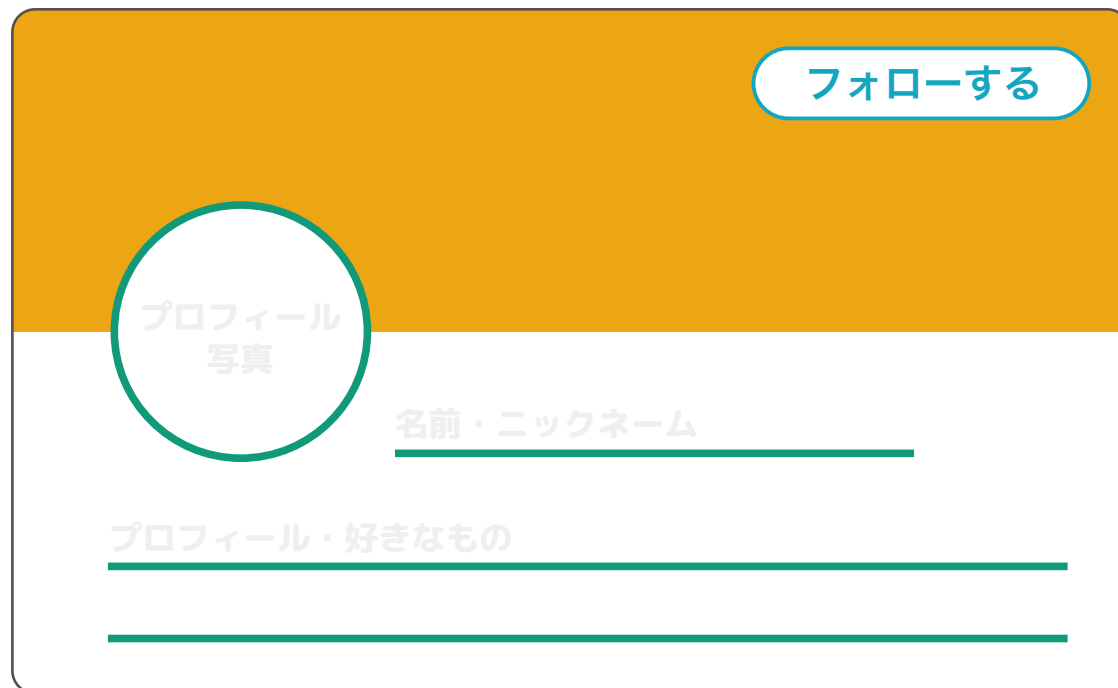 フォローする
プロフィール
写真
名前・ニックネーム
プロフィール・好きなもの